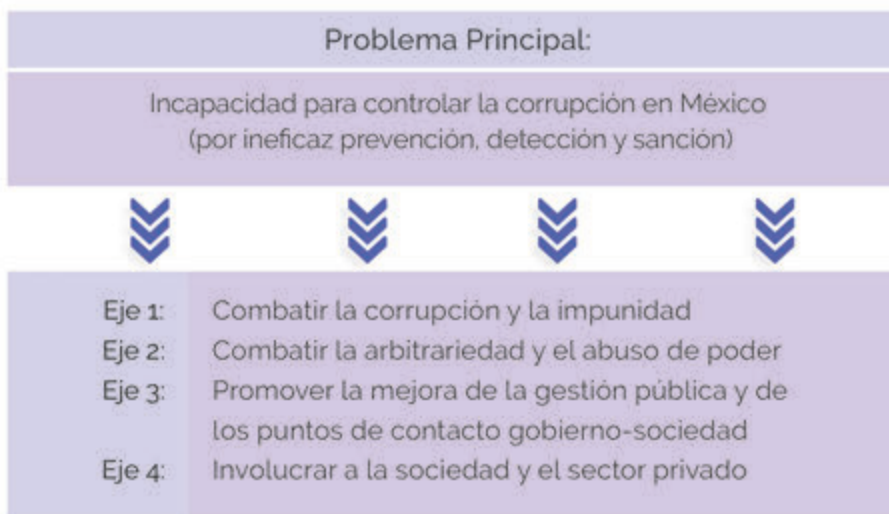 Problema Principal:
Incapacidad para controlar la corrupción en México
(por ineficaz prevención, detección y sanción)
Eje 1: Combatir la corrupción y la impunidad
Eje 2: Combatir la arbitrariedad y el abuso de poder
Eje 3: Promover la mejora de la gestión pública y de
los puntos de contacto gobierno-sociedad
Eje 4: Involucrar a la sociedad y el sector privado